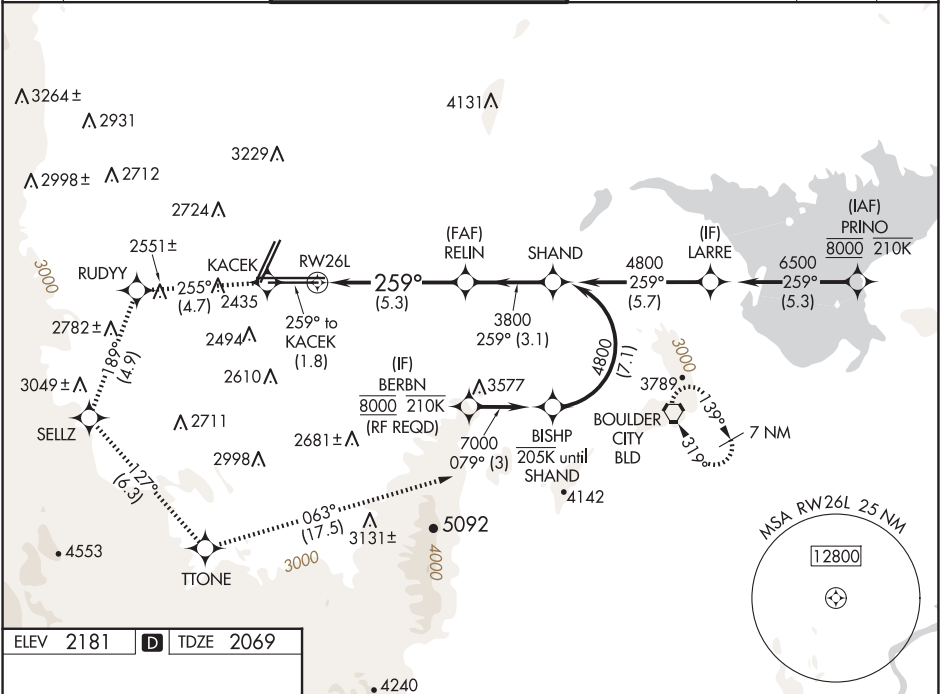 3264±
2931
4131
3229
2998±
2712
2724
(IAF)
PRINO
8000 210K
(FAF)
RELIN
SHAND
(IF)
LARRE
2551±
RUDYY
KACEK
RW26L
3000
255°
(4.7)
2435
259°
(5.3)
4800
259°
(5.7)
6500
259°
(5.3)
259° to
KACEK
(1.8)
3800
259° (3.1)
2782±
189°
(4.9)
2494
4800
(7.1)
3000
3049±
2610
(IF)
BERBN
8000 210K
(RF REQD)
3577
3789
139°
319°
7 NM
BOULDER
CITY
BLD
SELLZ
2711
2681±
2998
7000
079° (3)
BISHP
205K until
SHAND
4142
127°
(6.3)
063°
(17.5)
3131±
5092
4000
3000
4553
TTONE
MSA RW26L 25 NM
12800
ELEV 2181 D TDZE 2069
4240